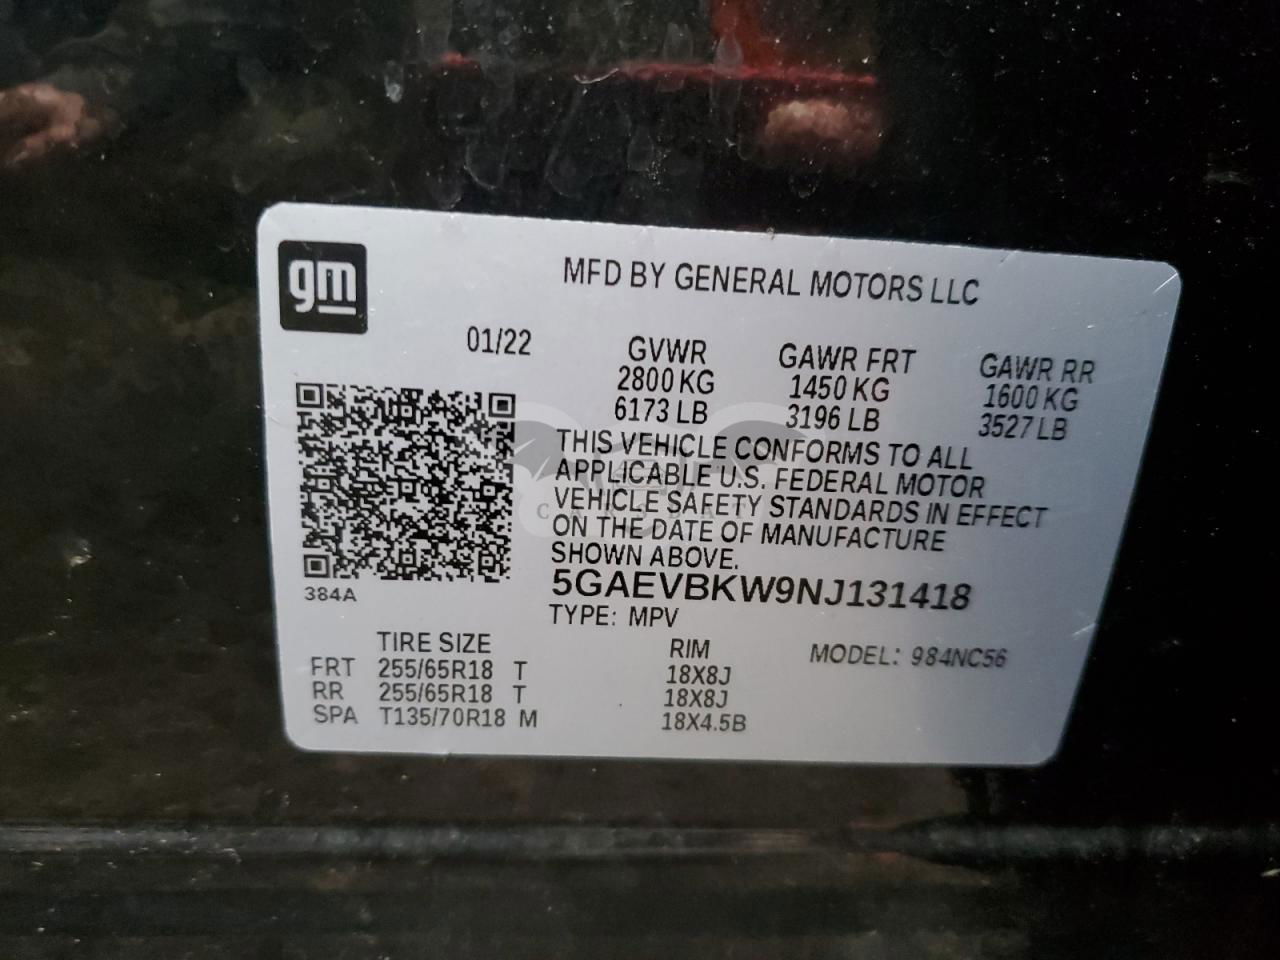 gm
MFD BY GENERAL MOTORS LLC
01/22
GVWR GAWR FRT GAWR RR
2800 KG 1450 KG 1600 KG
6173 LB 3196 LB 3527 LB
THIS VEHICLE CONFORMS TO ALL
APPLICABLE U.S. FEDERAL MOTOR
VEHICLE SAFETY STANDARDS IN EFFECT
ON THE DATE OF MANUFACTURE
SHOWN ABOVE.
384A
5GAEVBKW9NJ131418
TYPE: MPV
TIRE SIZE RIM MODEL: 984NC56
FRT 255/65R18 T 18X8J
RR 255/65R18 T 18X8J
SPA T135/70R18 M 18X4.5B